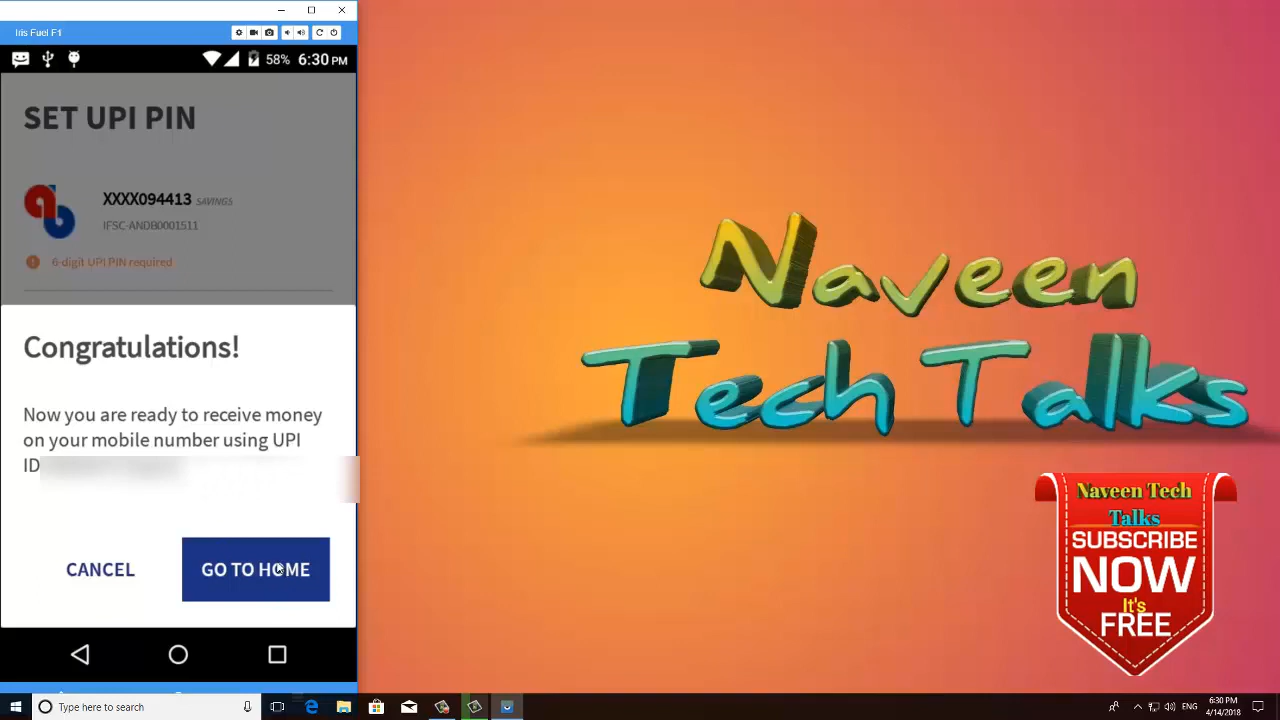 Iris Fuel F1
58% 6:30 PM
SET UPI PIN
XXXX094413 SAVINGS
IFSC-ANDB0001511
6-digit UPI PIN required
Congratulations!
Now you are ready to receive money
on your mobile number using UPI
ID
CANCEL
GO TO HOME
Naveen
Tech Talks
Naveen Tech
Talks
SUBSCRIBE
NOW
It's
FREE
Type here to search
ENG
6:30 PM
4/14/2018